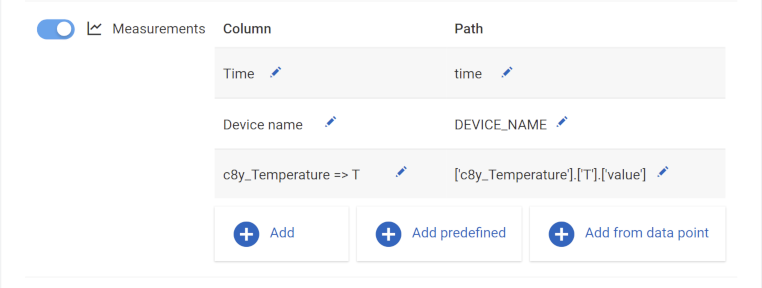 Measurements Column Path
Time time
Device name DEVICE_NAME
c8y_Temperature => T ['c8y_Temperature'].['T'].['value']
Add Add predefined Add from data point